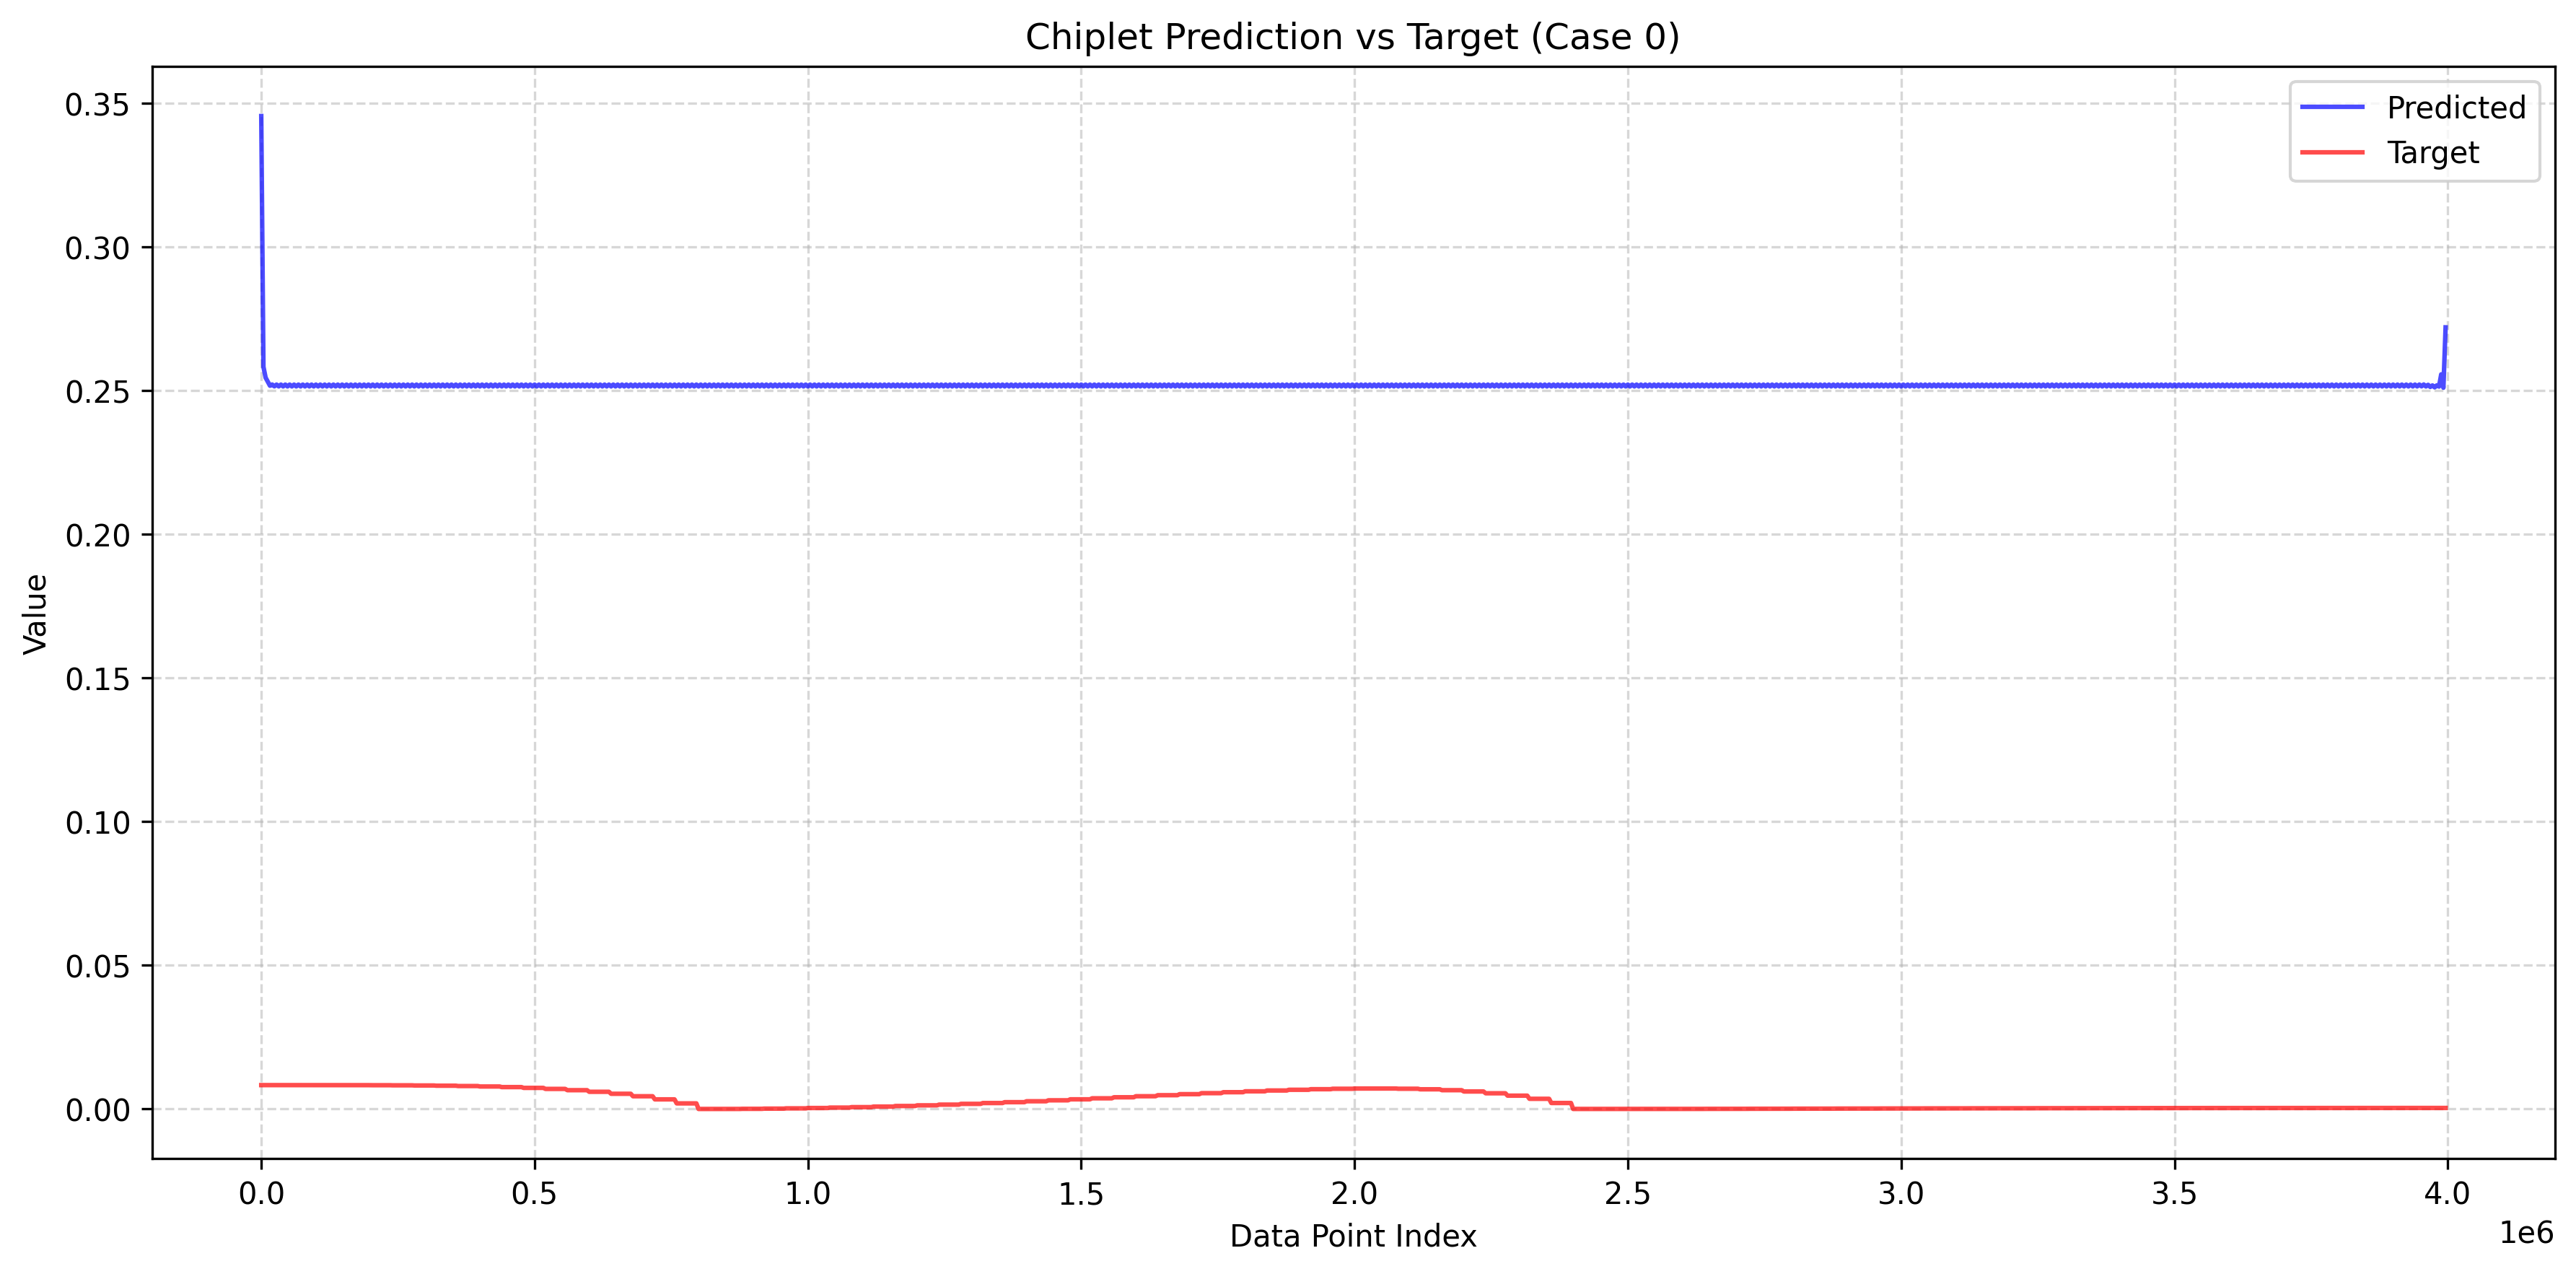 Chiplet Prediction vs Target (Case 0)
Predicted
Target
Value
0.35
0.30
0.25
0.20
0.15
0.10
0.05
0.00
0.0 0.5 1.0 1.5 2.0 2.5 3.0 3.5 4.0
1e6
Data Point Index